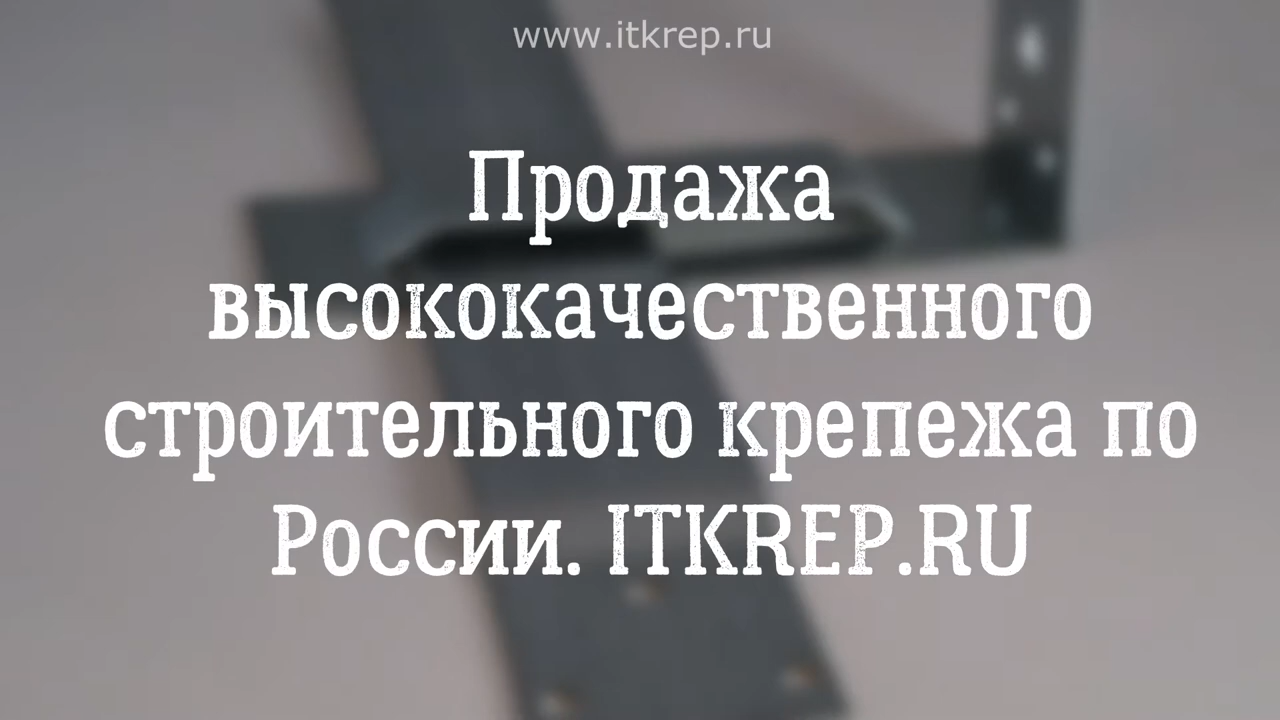 www.itkrep.ru
Продажа
высококачественного
строительного крепежа по
России. ITKREP.RU